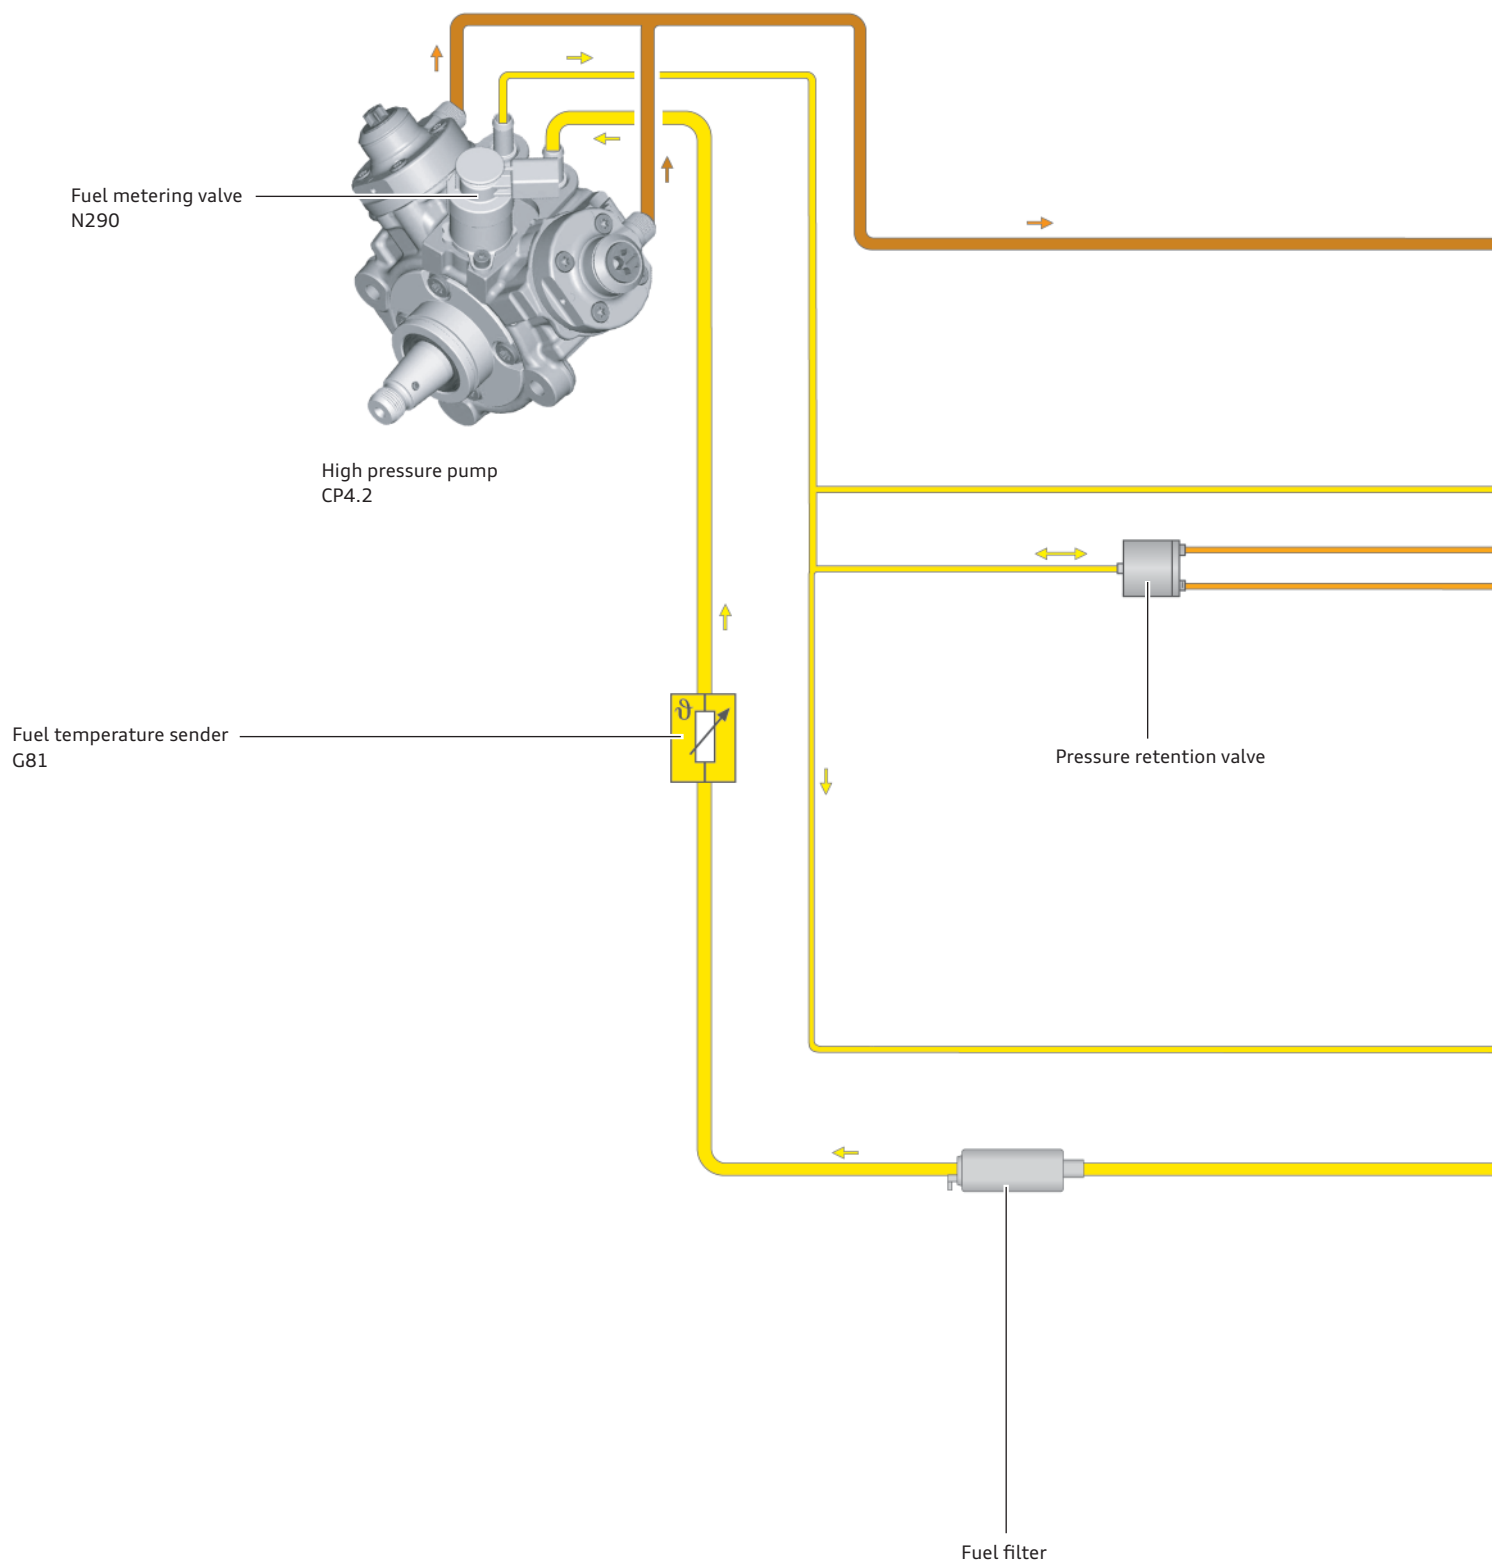 Fuel metering valve
N290
High pressure pump
CP4.2
ϑ
Fuel temperature sender
G81
Pressure retention valve
Fuel filter